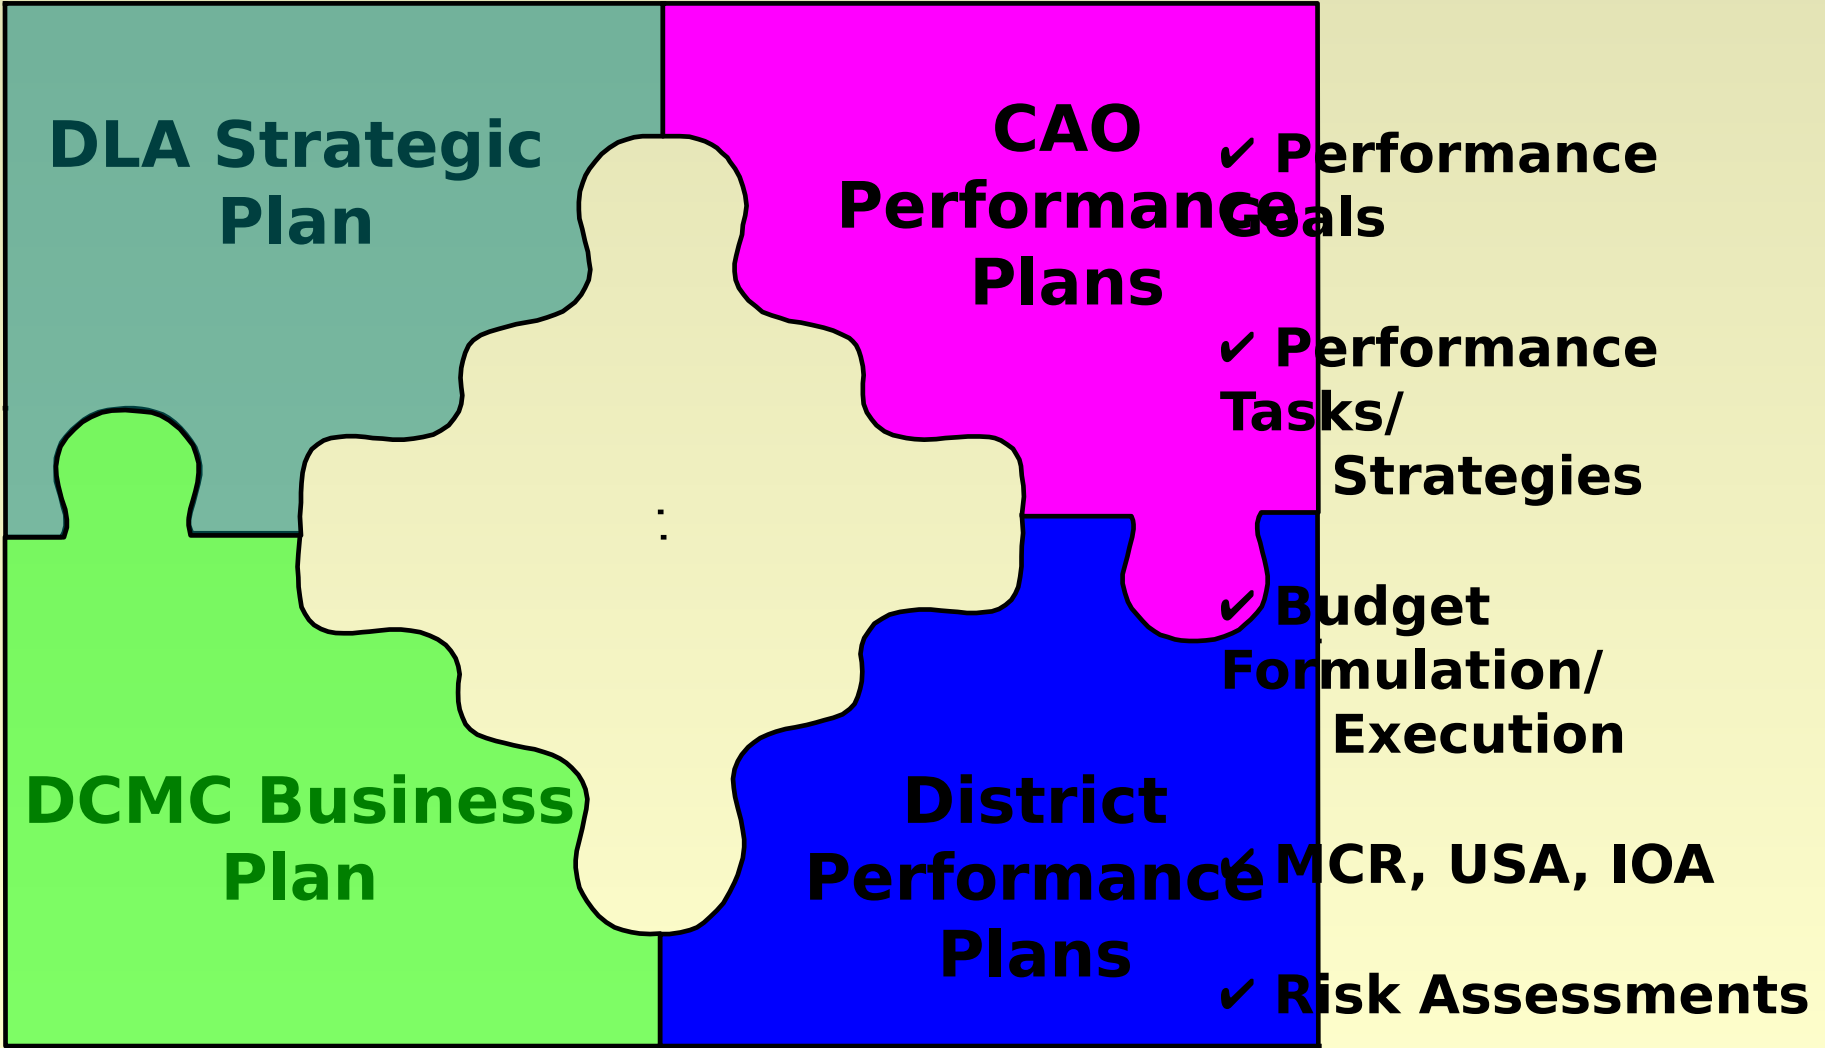 DLA Strategic
Plan
CAO
Performance
Plans
DCMC Business
Plan
District
Performance
Plans
✔ Performance
Goals
✔ Performance
Tasks/
Strategies
✔ Budget
Formulation/
Execution
✔ MCR, USA, IOA
✔ Risk Assessments